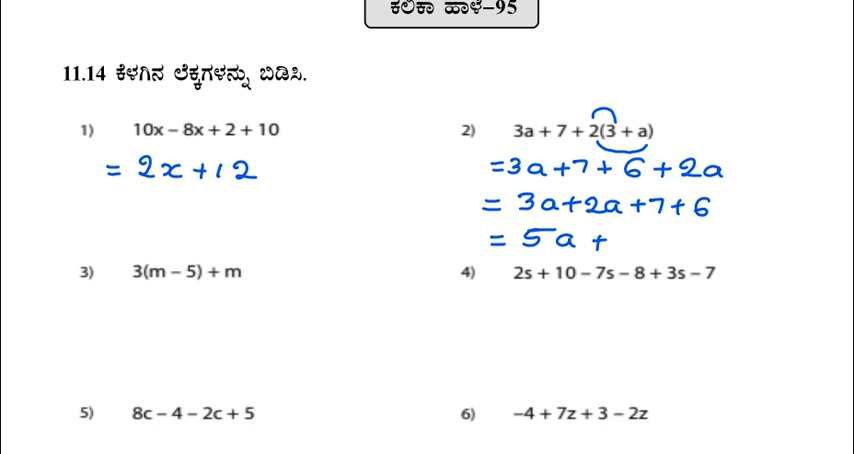 ಕಲಿಕಾ ಹಾಳೆ–95
11.14 ಕೆಳಗಿನ ಲೆಕ್ಕಗಳನ್ನು ಬಿಡಿಸಿ.
1) 10x – 8x + 2 + 10
= 2x + 12
2) 3a + 7 + 2(3 + a)
= 3a + 7 + 6 + 2a
= 3a + 2a + 7 + 6
= 5a +
3) 3(m – 5) + m
4) 2s + 10 – 7s – 8 + 3s – 7
5) 8c – 4 – 2c + 5
6) –4 + 7z + 3 – 2z